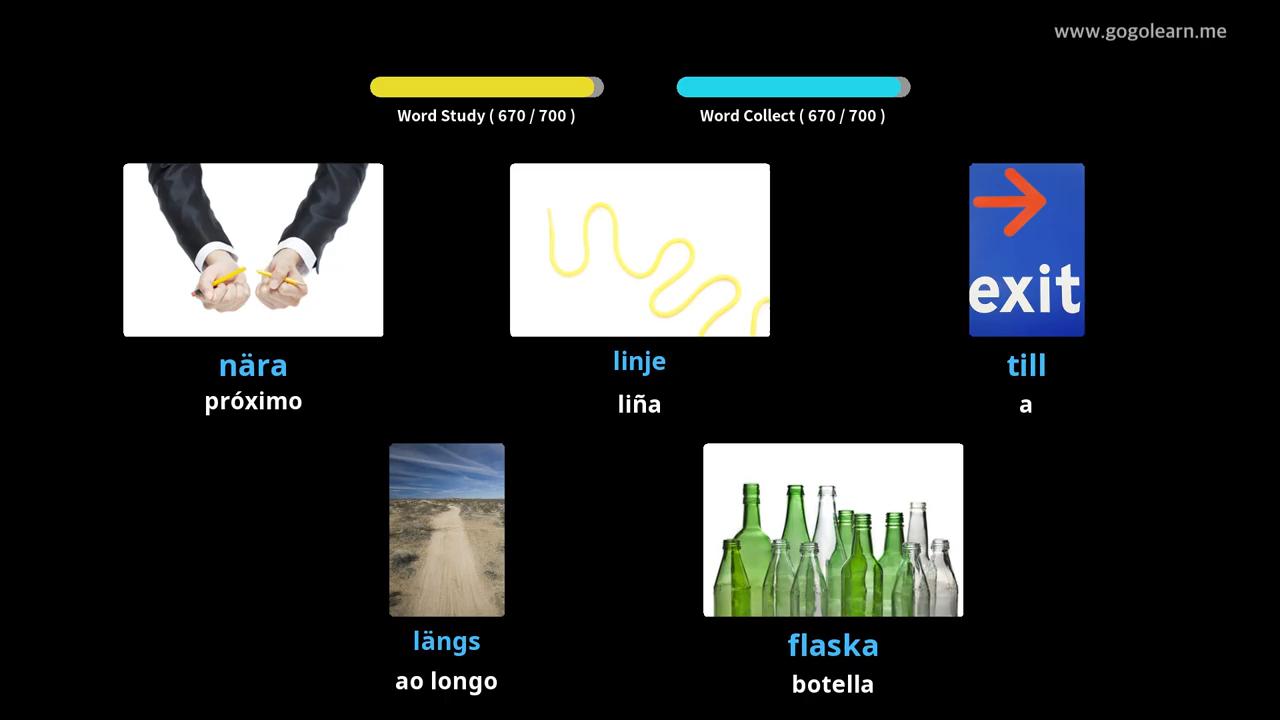 www.gogolearn.me
Word Study ( 670 / 700 )
Word Collect ( 670 / 700 )
exit
nära
próximo
linje
liña
till
a
längs
ao longo
flaska
botella